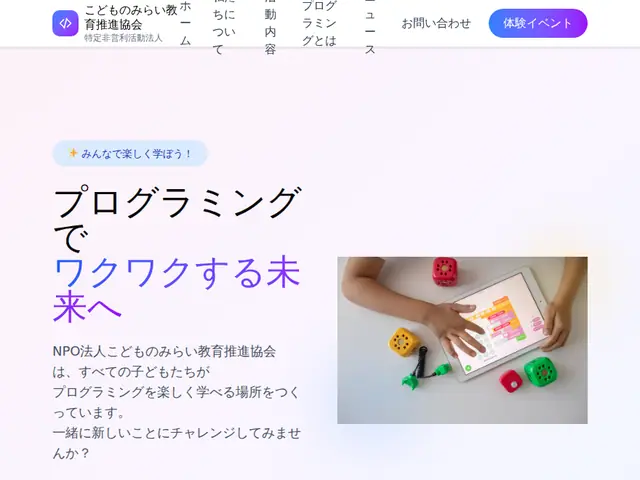 こどものみらい教
育推進協会
特定非営利活動法人
ホ
ー
ム
たちに
つい
て
動
内
容
プログ
ラミン
グとは
ュ
ー
ス
お問い合わせ
体験イベント
✨ みんなで楽しく学ぼう！
プログラミング
で
ワクワクする未
来へ
NPO法人こどものみらい教育推進協会
は、すべての子どもたちが
プログラミングを楽しく学べる場所をつく
っています。
一緒に新しいことにチャレンジしてみませ
んか？